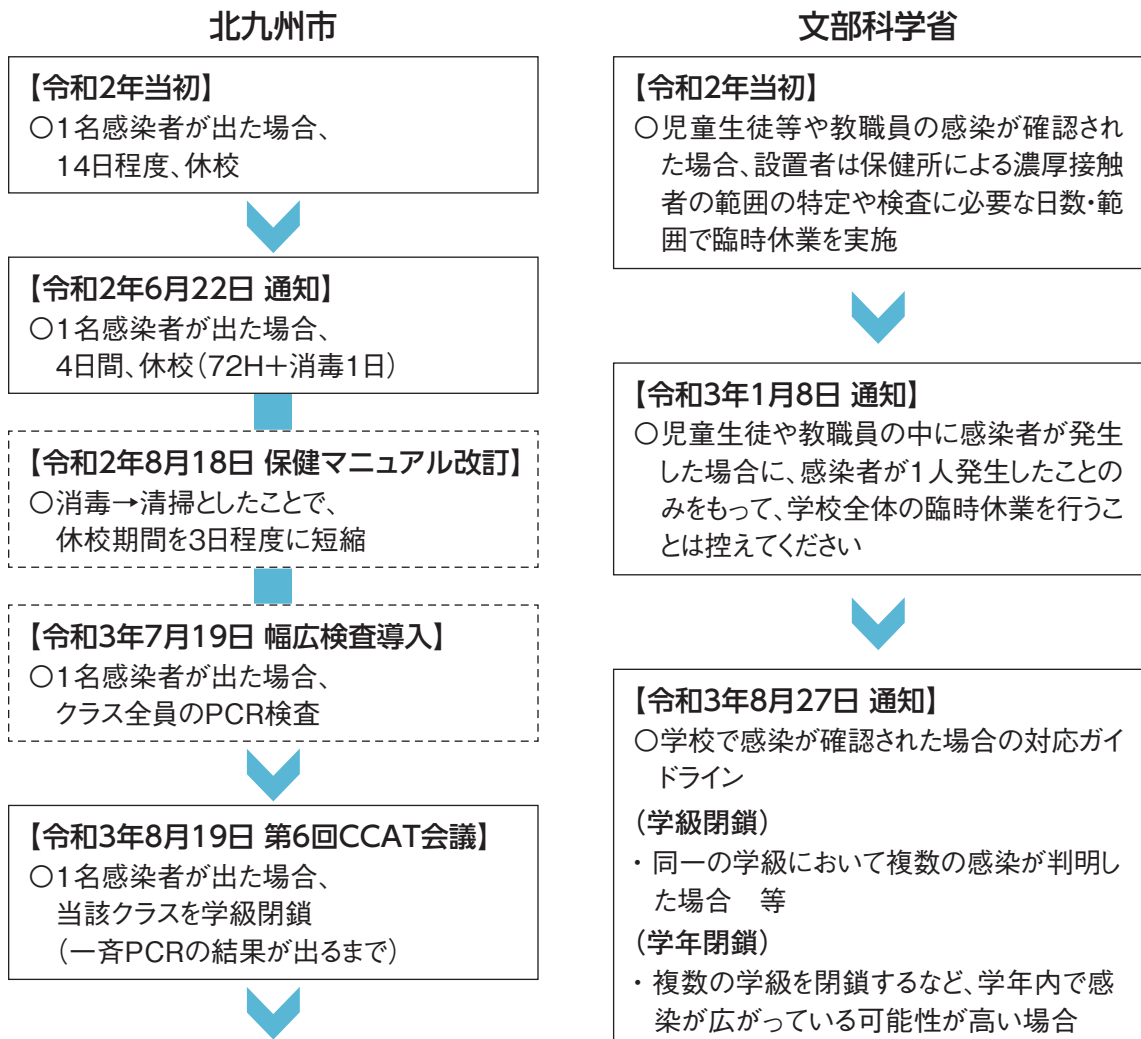 北九州市
【令和2年当初】
○1名感染者が出た場合、
14日程度、休校
【令和2年6月22日 通知】
○1名感染者が出た場合、
4日間、休校（72H＋消毒1日）
【令和2年8月18日 保健マニュアル改訂】
○消毒→清掃としたことで、
休校期間を3日程度に短縮
【令和3年7月19日 幅広検査導入】
○1名感染者が出た場合、
クラス全員のPCR検査
【令和3年8月19日 第6回CCAT会議】
○1名感染者が出た場合、
当該クラスを学級閉鎖
（一斉PCRの結果が出るまで）
文部科学省
【令和2年当初】
○児童生徒等や教職員の感染が確認され
た場合、設置者は保健所による濃厚接触
者の範囲の特定や検査に必要な日数・範
囲で臨時休業を実施
【令和3年1月8日 通知】
○児童生徒や教職員の中に感染者が発生
した場合に、感染者が1人発生したことの
みをもって、学校全体の臨時休業を行うこ
とは控えてください
【令和3年8月27日 通知】
○学校で感染が確認された場合の対応ガイ
ドライン
（学級閉鎖）
・ 同一の学級において複数の感染が判明し
た場合　等
（学年閉鎖）
・ 複数の学級を閉鎖するなど、学年内で感
染が広がっている可能性が高い場合